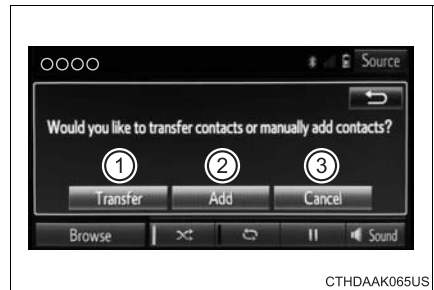 ○○○○ Source
Would you like to transfer contacts or manually add contacts?
1 2 3
Transfer Add Cancel
Browse Sound
CTHDAAK065US